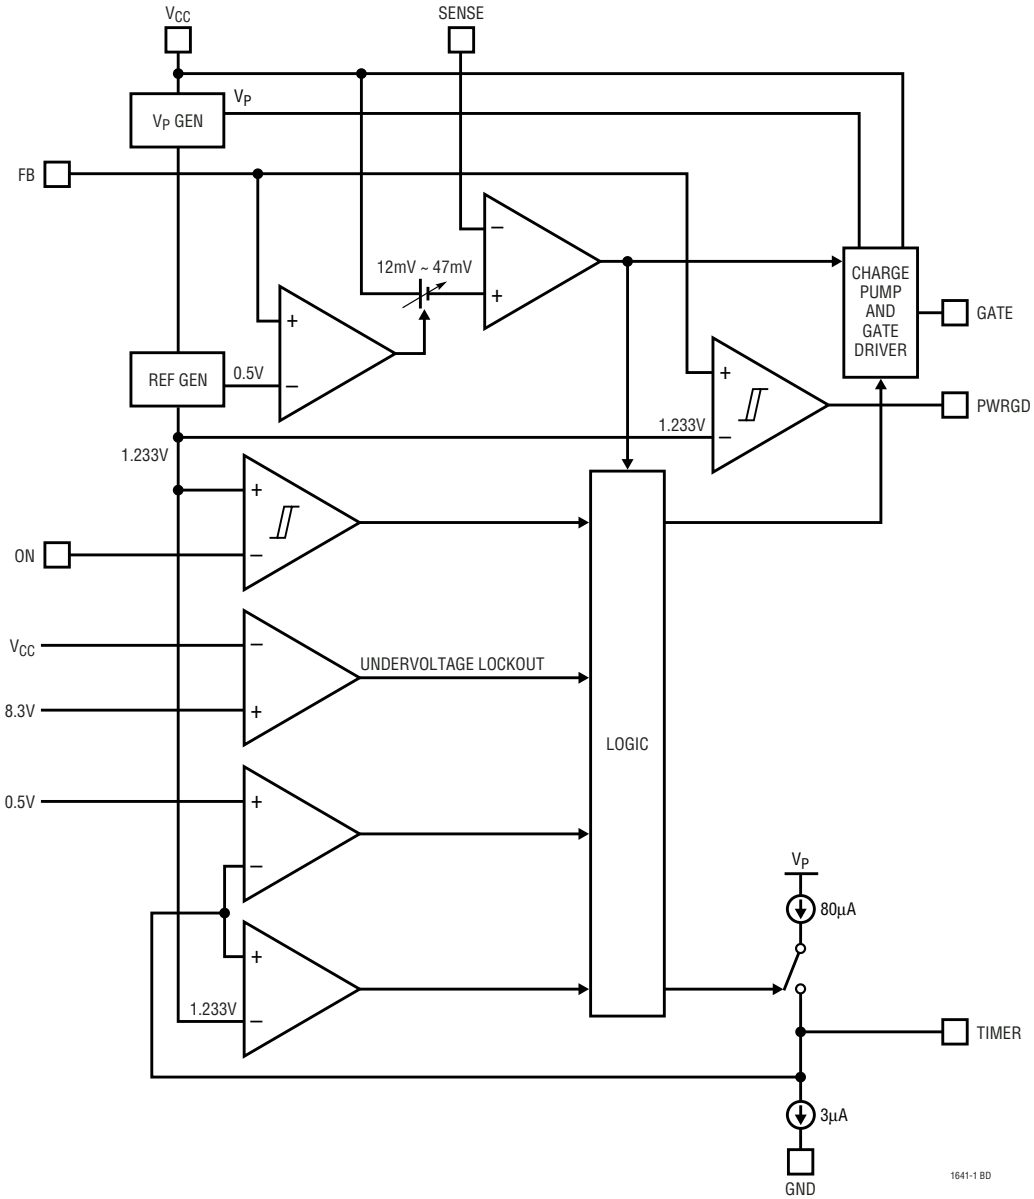 VCC
SENSE
VP
VP GEN
FB
12mV ~ 47mV
−
+
CHARGE
PUMP
AND
GATE
DRIVER
GATE
+
−
REF GEN
0.5V
+
−
PWRGD
1.233V
1.233V
+
−
ON
VCC
−
UNDERVOLTAGE LOCKOUT
8.3V
+
LOGIC
0.5V
+
−
VP
80µA
+
1.233V
−
TIMER
3µA
GND
1641-1 BD